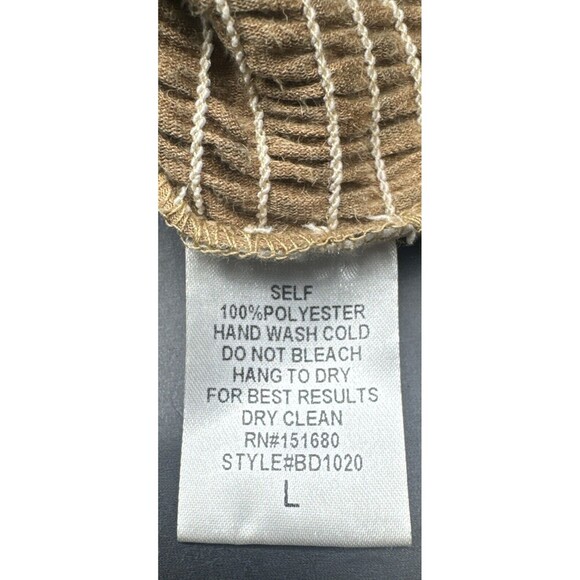 SELF
100%POLYESTER
HAND WASH COLD
DO NOT BLEACH
HANG TO DRY
FOR BEST RESULTS
DRY CLEAN
RN#151680
STYLE#BD1020
L